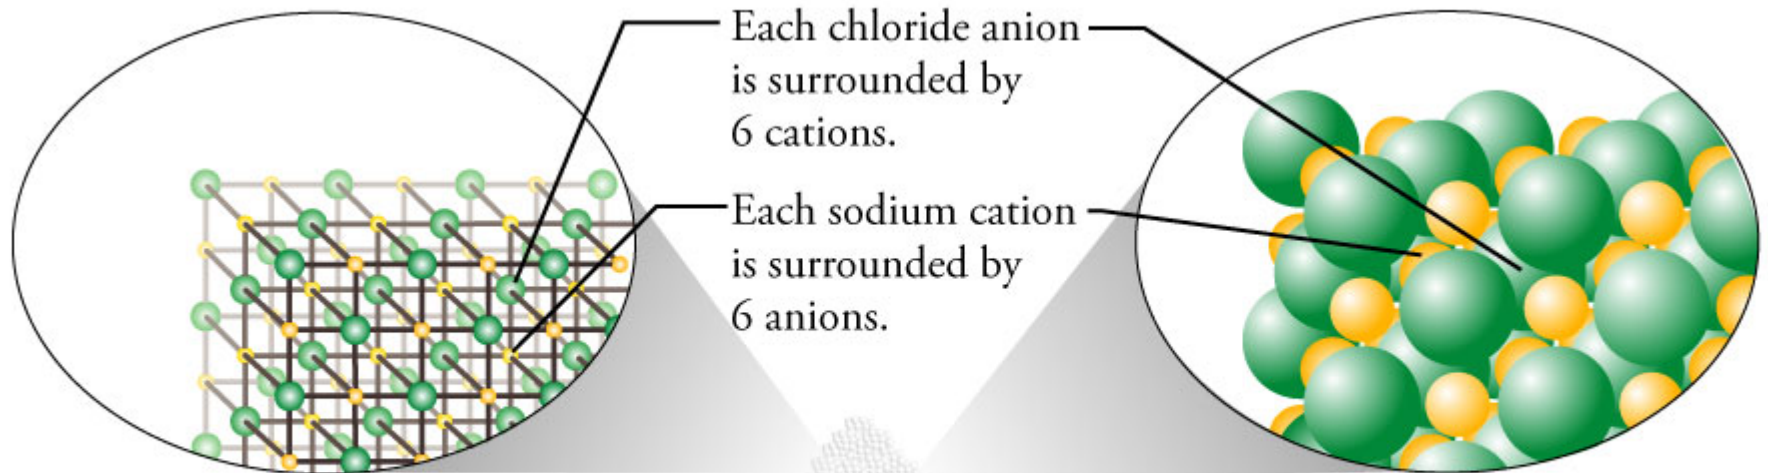 Each chloride anion
is surrounded by
6 cations.
Each sodium cation
is surrounded by
6 anions.